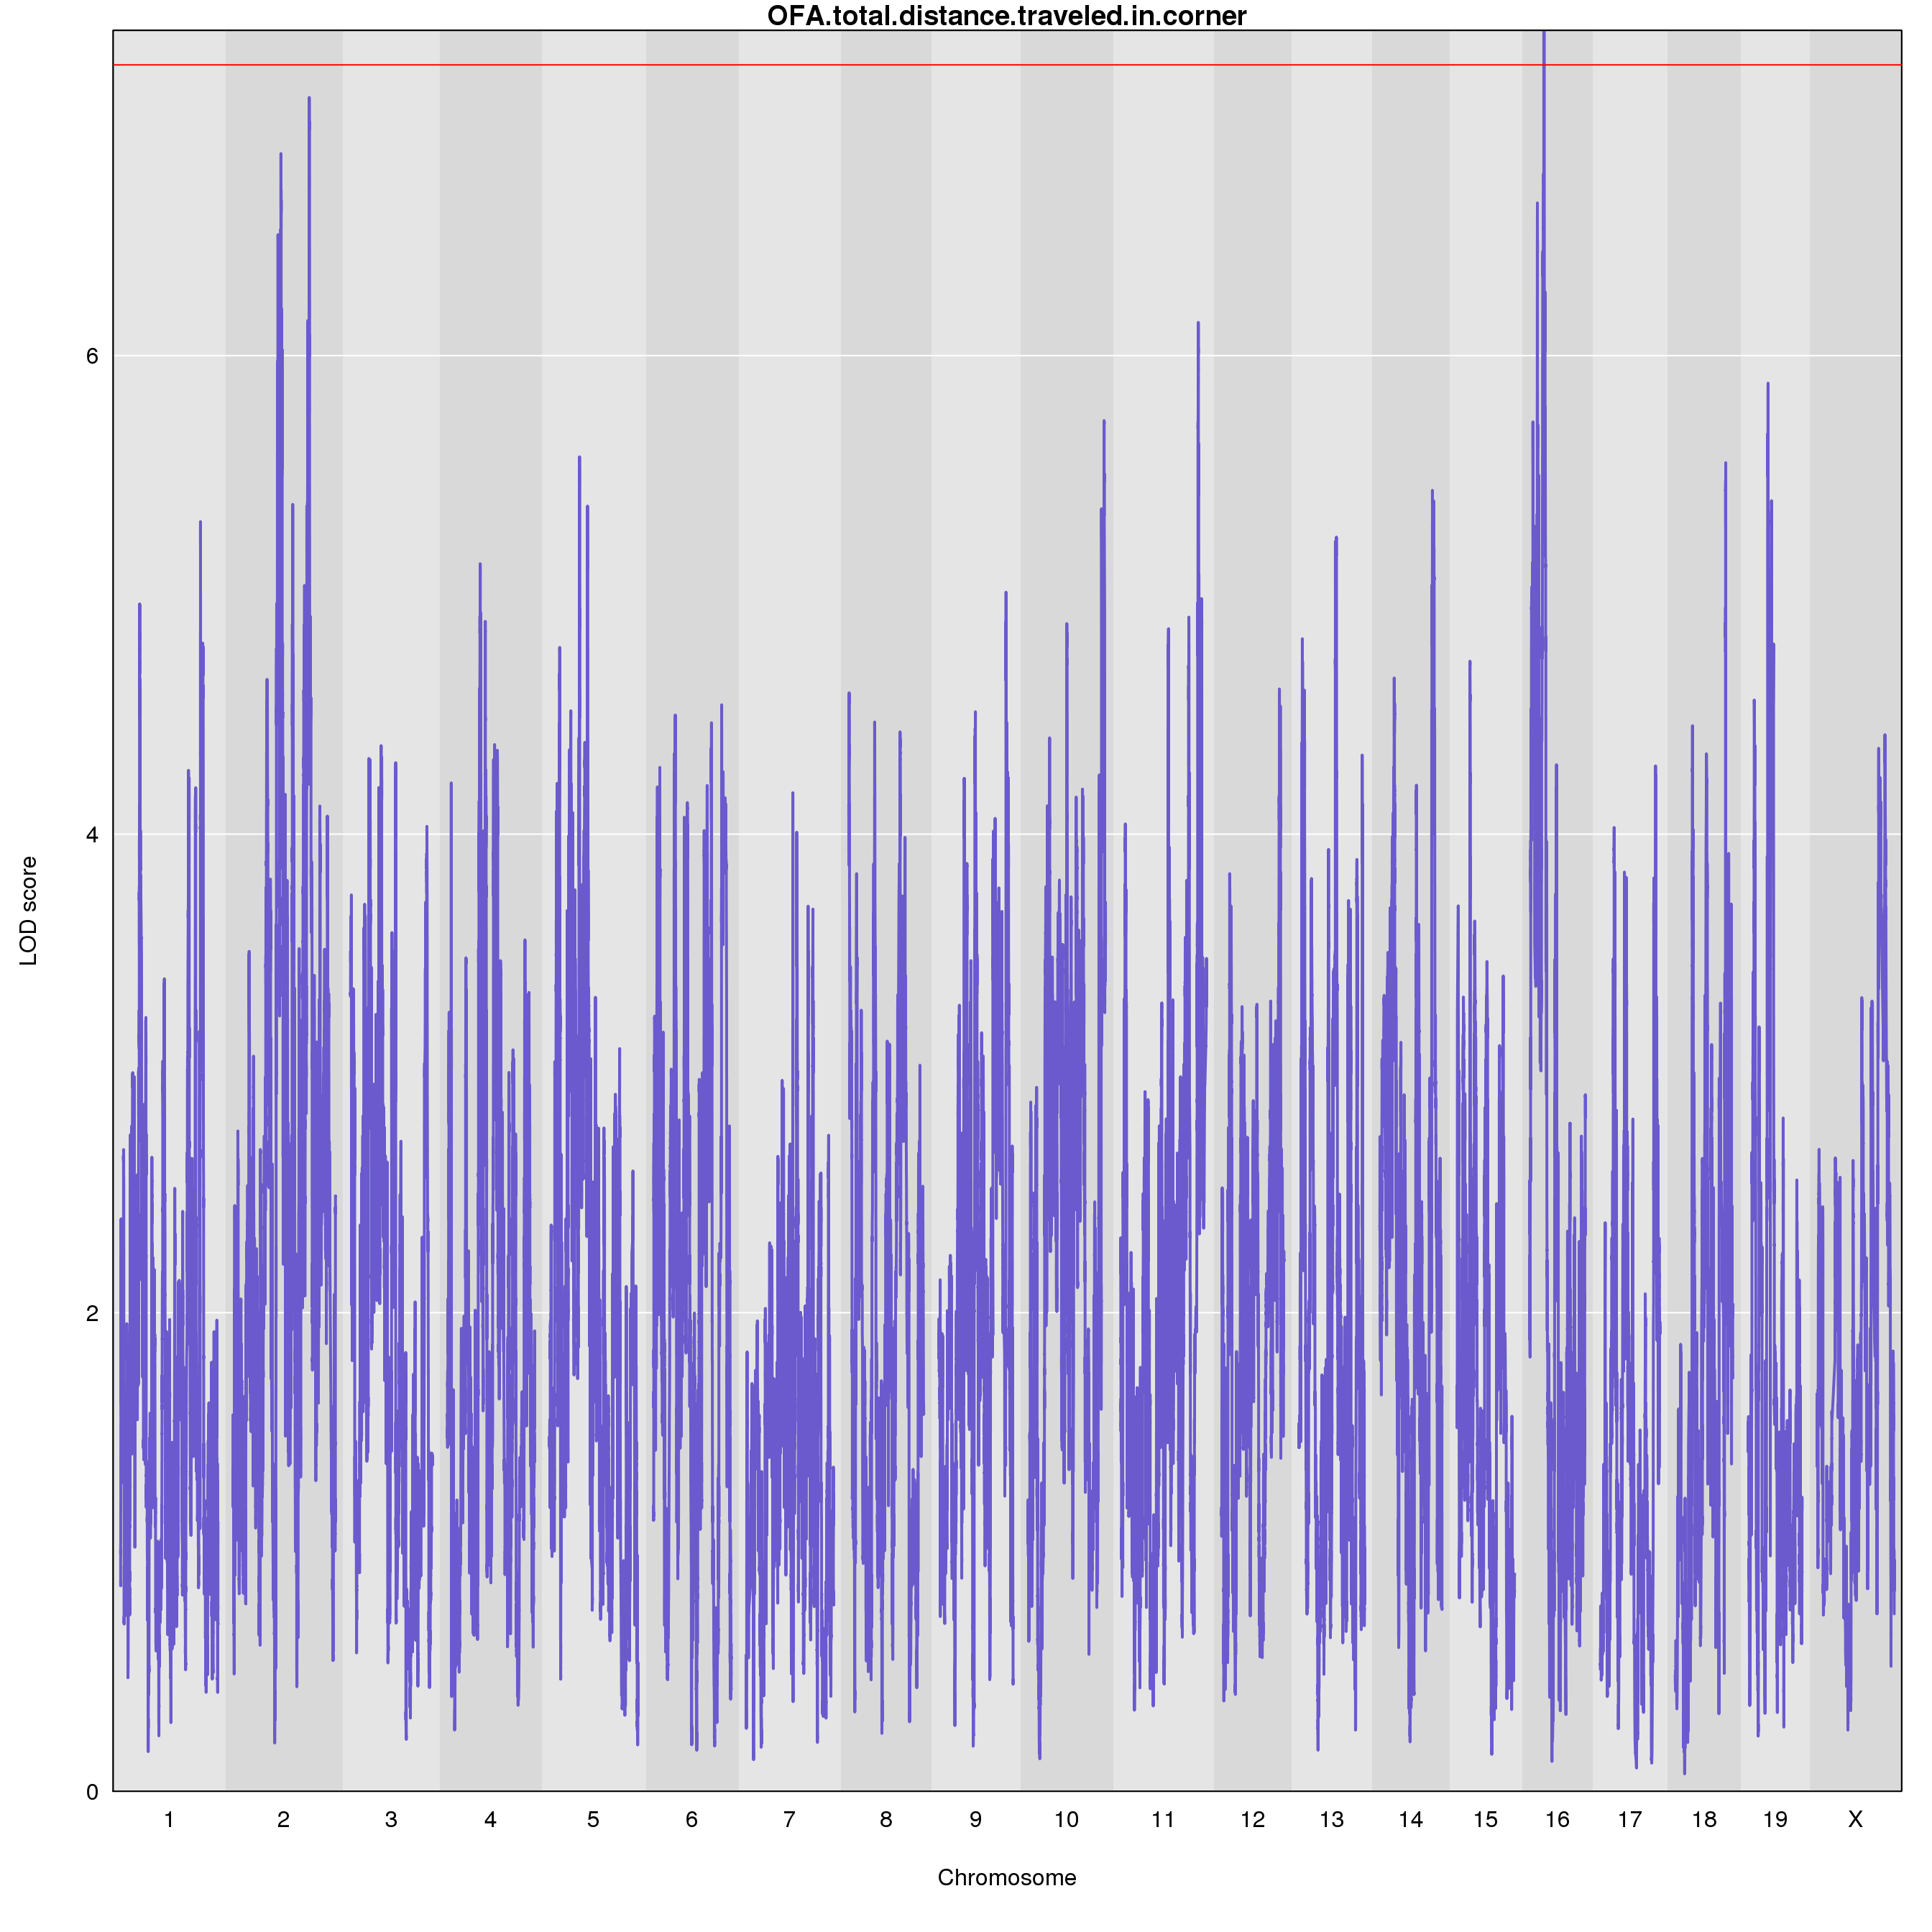 OFA.total.distance.traveled.in.corner
LOD score
6
4
2
0
1 2 3 4 5 6 7 8 9 10 11 12 13 14 15 16 17 18 19 X
Chromosome